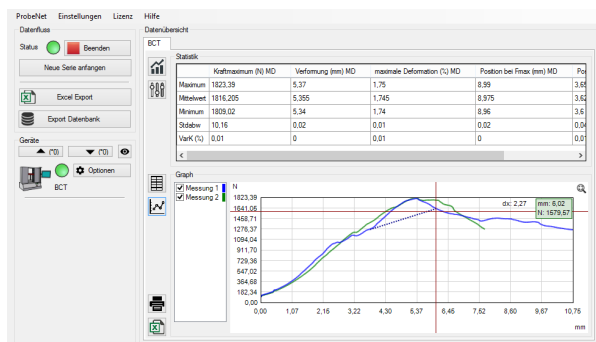 ProbeNet Einstellungen Lizenz Hilfe
Datenfluss
Status Beenden
Neue Serie anfangen
Excel Export
Export Datenbank
Geräte
(^0) (^0)
Optionen
BCT
Datenübersicht
BCT
Statistik
Kraftmaximum (N) MD Verformung (mm) MD maximale Deformation (%) MD Position bei Fmax (mm) MD Pos
Maximum 1823,39 5,37 1,75 8,99 3,65
Mittelwert 1816,205 5,355 1,745 8,975 3,62
Minimum 1809,02 5,34 1,74 8,96 3,6
Stdabw 10,16 0,02 0,01 0,02 0,04
VarK (%) 0,01 0 0,01 0 0,01
Graph
Messung 1
Messung 2
N
1823,39
1641,05
1458,71
1276,37
1094,04
911,70
729,36
547,02
364,68
182,34
0,00
dx: 2,27
mm: 6,02
N: 1579,57
0,00 1,07 2,15 3,22 4,30 5,37 6,45 7,52 8,60 9,67 10,75
mm